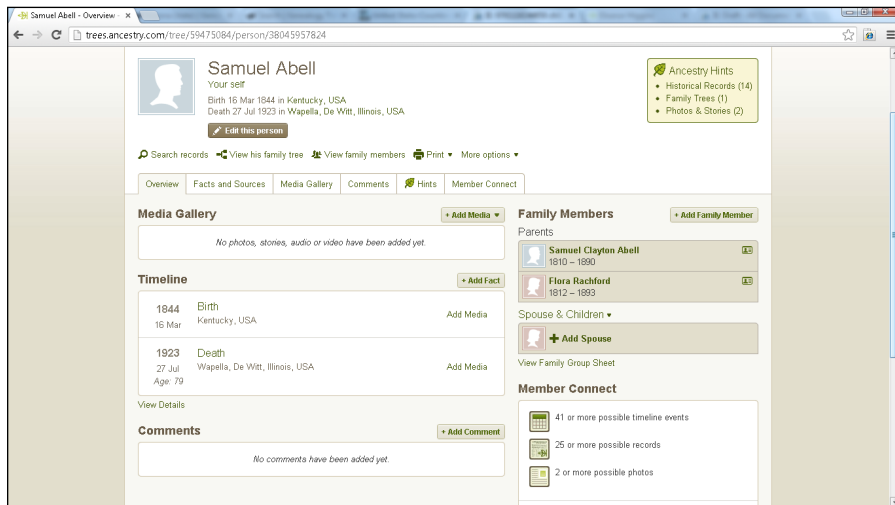 Samuel Abell - Overview -
trees.ancestry.com/tree/59475084/person/38045957824
Samuel Abell
Your self
Birth 16 Mar 1844 in Kentucky, USA
Death 27 Jul 1923 in Wapella, De Witt, Illinois, USA
Edit this person
Ancestry Hints
• Historical Records (14)
• Family Trees (1)
• Photos & Stories (2)
Search records View his family tree View family members Print ▾ More options ▾
Overview Facts and Sources Media Gallery Comments Hints Member Connect
Media Gallery
+ Add Media ▾
No photos, stories, audio or video have been added yet.
Timeline
+ Add Fact
1844 Birth
16 Mar Kentucky, USA
Add Media
1923 Death
27 Jul Wapella, De Witt, Illinois, USA
Age: 79
Add Media
View Details
Comments
+ Add Comment
No comments have been added yet.
Family Members
+ Add Family Member
Parents
Samuel Clayton Abell
1810 – 1890
Flora Rachford
1812 – 1893
Spouse & Children ▾
Add Spouse
View Family Group Sheet
Member Connect
41 or more possible timeline events
25 or more possible records
2 or more possible photos